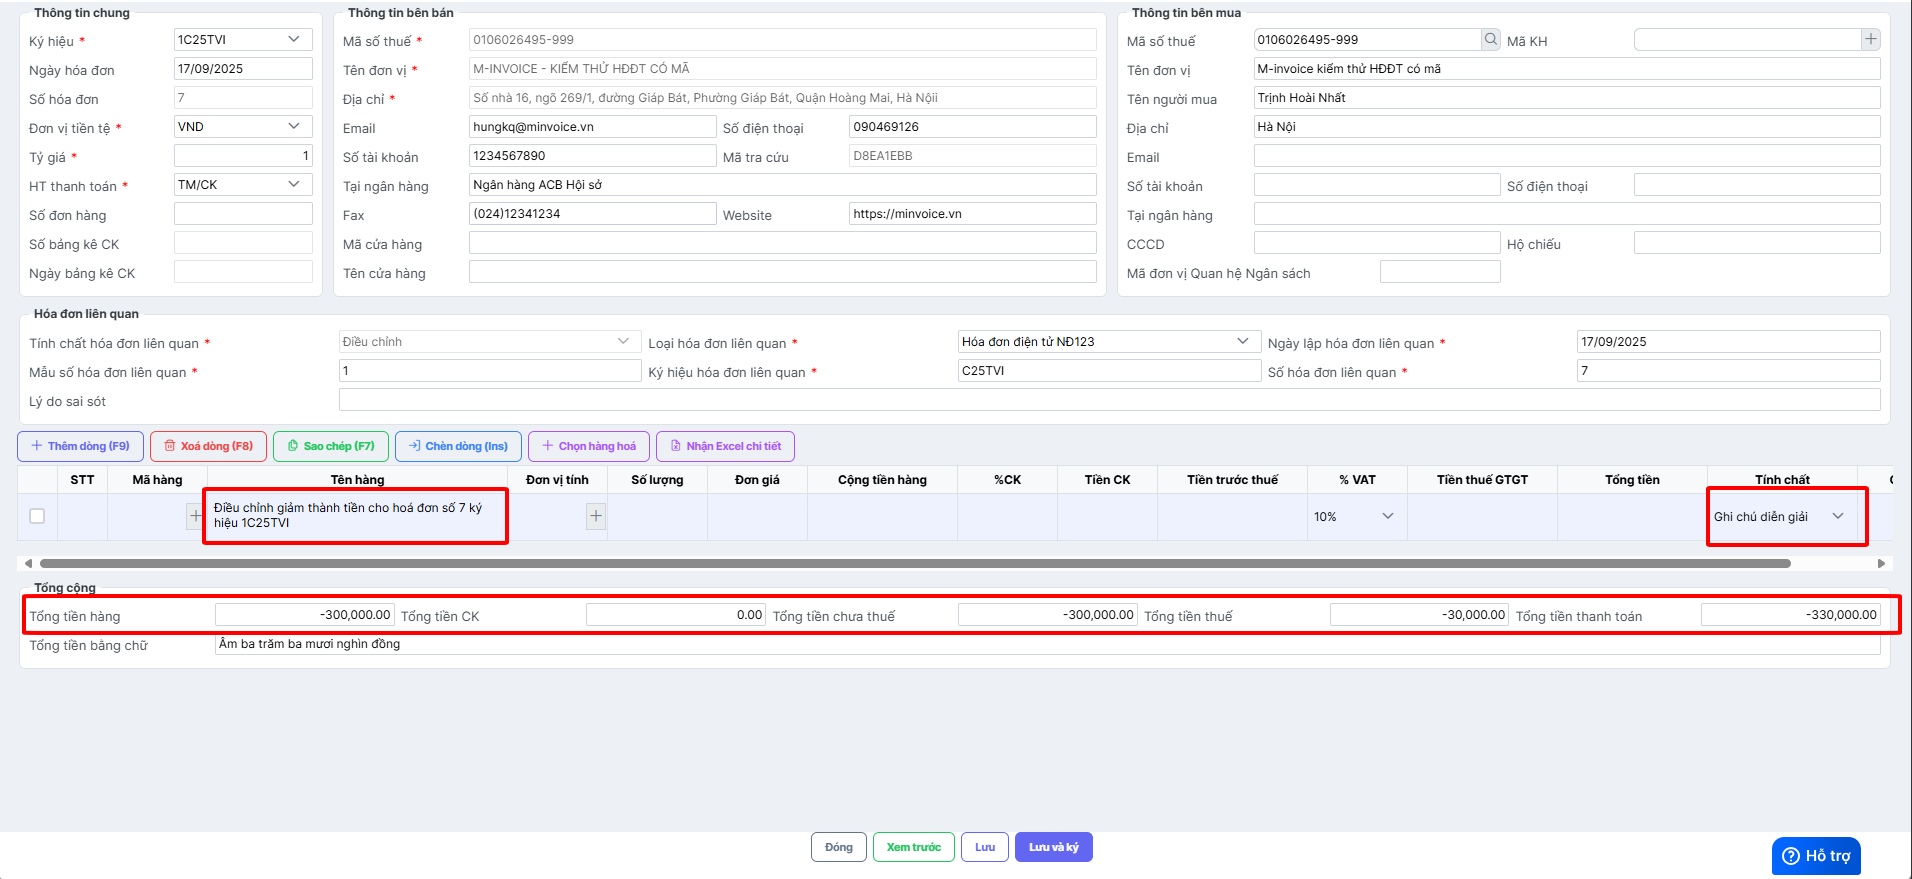 Thông tin chung
Ký hiệu * 1C25TVI
Ngày hóa đơn 17/09/2025
Số hóa đơn 7
Đơn vị tiền tệ * VND
Tỷ giá * 1
HT thanh toán * TM/CK
Số đơn hàng
Số bảng kê CK
Ngày bảng kê CK
Thông tin bên bán
Mã số thuế * 0106026495-999
Tên đơn vị * M-INVOICE - KIỂM THỬ HĐĐT CÓ MÃ
Địa chỉ * Số nhà 16, ngõ 269/1, đường Giáp Bát, Phường Giáp Bát, Quận Hoàng Mai, Hà Nộii
Email hungkq@minvoice.vn Số điện thoại 090469126
Số tài khoản 1234567890 Mã tra cứu D8EA1EBB
Tại ngân hàng Ngân hàng ACB Hội sở
Fax (024)12341234 Website https://minvoice.vn
Mã cửa hàng
Tên cửa hàng
Thông tin bên mua
Mã số thuế 0106026495-999 Mã KH
Tên đơn vị M-invoice kiểm thử HĐĐT có mã
Tên người mua Trịnh Hoài Nhất
Địa chỉ Hà Nội
Email
Số tài khoản Số điện thoại
Tại ngân hàng
CCCD Hộ chiếu
Mã đơn vị Quan hệ Ngân sách
Hóa đơn liên quan
Tính chất hóa đơn liên quan * Điều chỉnh Loại hóa đơn liên quan * Hóa đơn điện tử NĐ123 Ngày lập hóa đơn liên quan * 17/09/2025
Mẫu số hóa đơn liên quan * 1 Ký hiệu hóa đơn liên quan * C25TVI Số hóa đơn liên quan * 7
Lý do sai sót
Thêm dòng (F9) Xoá dòng (F8) Sao chép (F7) Chèn dòng (Ins) Chọn hàng hoá Nhận Excel chi tiết
STT Mã hàng Tên hàng Đơn vị tính Số lượng Đơn giá Cộng tiền hàng %CK Tiền CK Tiền trước thuế % VAT Tiền thuế GTGT Tổng tiền Tính chất
Điều chỉnh giảm thành tiền cho hoá đơn số 7 ký
hiệu 1C25TVI
10% Ghi chú diễn giải
Tổng cộng
Tổng tiền hàng -300,000.00 Tổng tiền CK 0.00 Tổng tiền chưa thuế -300,000.00 Tổng tiền thuế -30,000.00 Tổng tiền thanh toán -330,000.00
Tổng tiền bằng chữ Âm ba trăm ba mươi nghìn đồng
Đóng Xem trước Lưu Lưu và ký
Hỗ trợ